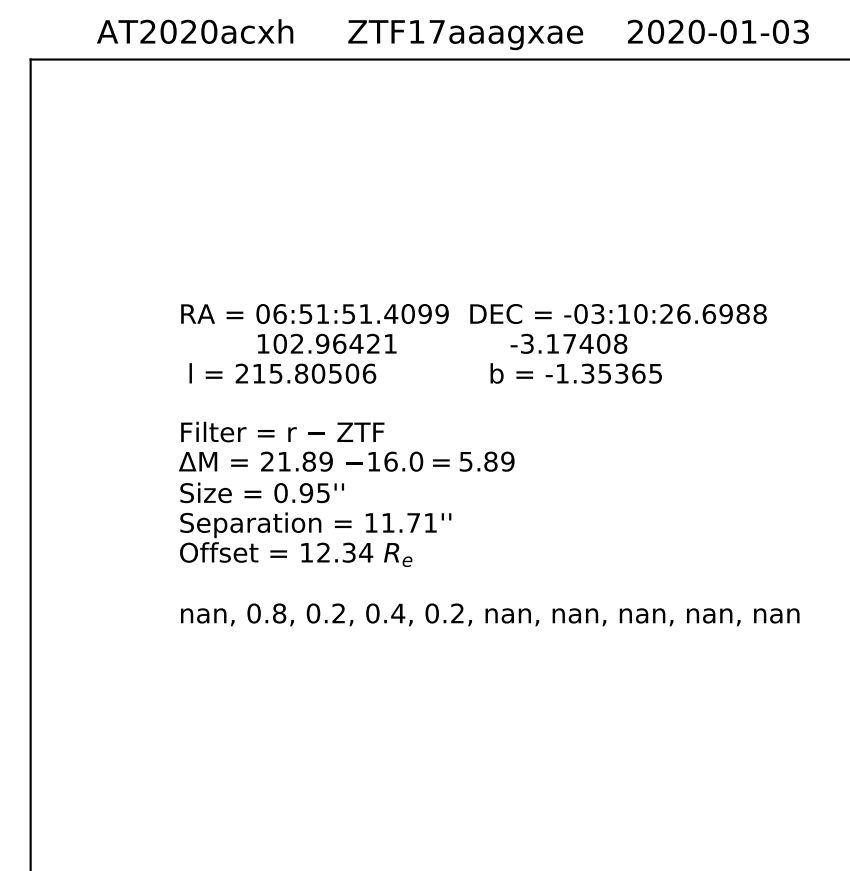 AT2020acxh ZTF17aaagxae 2020-01-03
RA = 06:51:51.4099 DEC = -03:10:26.6988
102.96421 -3.17408
l = 215.80506 b = -1.35365
Filter = r − ZTF
ΔM = 21.89 −16.0 = 5.89
Size = 0.95''
Separation = 11.71''
Offset = 12.34 Re
nan, 0.8, 0.2, 0.4, 0.2, nan, nan, nan, nan, nan